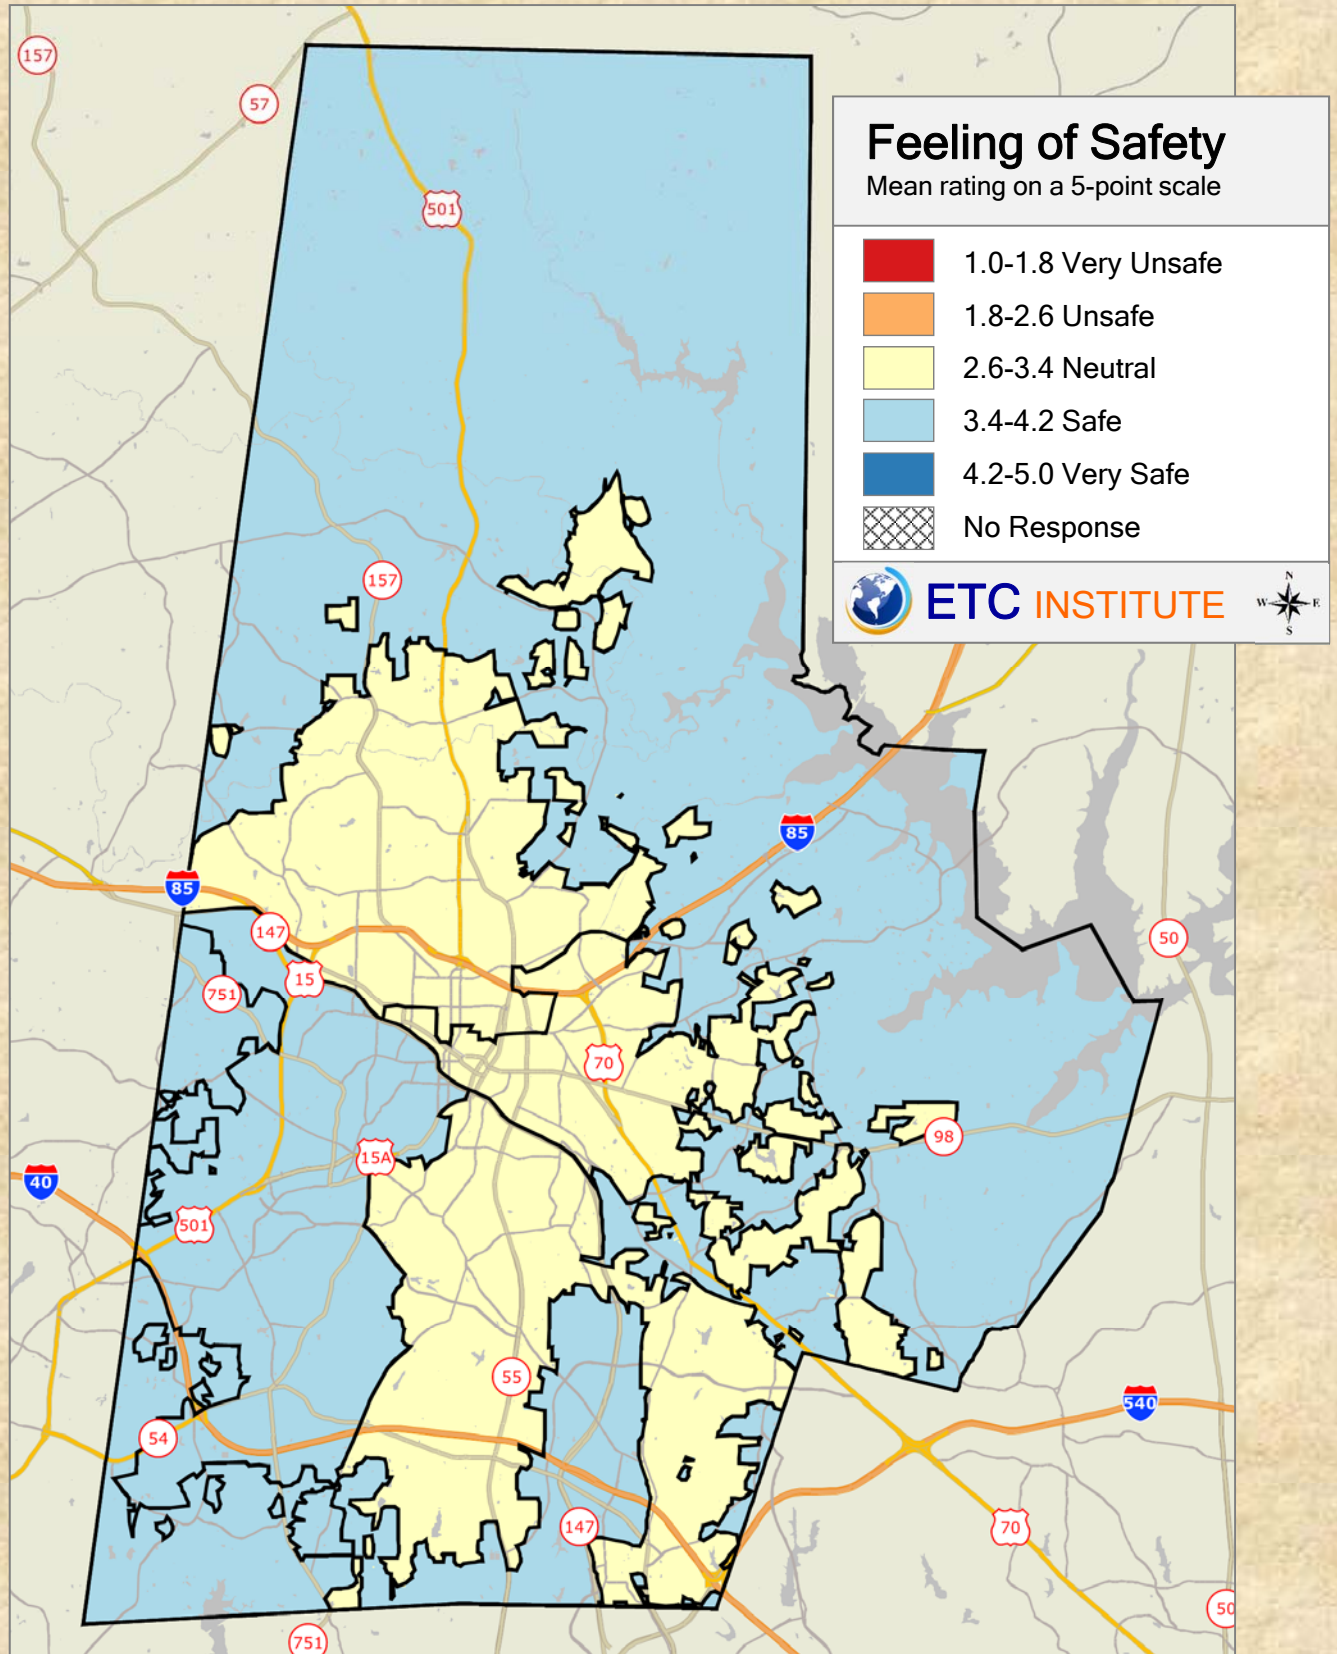 157
57
501
Feeling of Safety
Mean rating on a 5-point scale
1.0-1.8 Very Unsafe
1.8-2.6 Unsafe
2.6-3.4 Neutral
3.4-4.2 Safe
4.2-5.0 Very Safe
No Response
ETC INSTITUTE
N
W E
S
157
85
85
147
50
15
751
70
98
15A
40
501
55
540
54
147
70
50
751